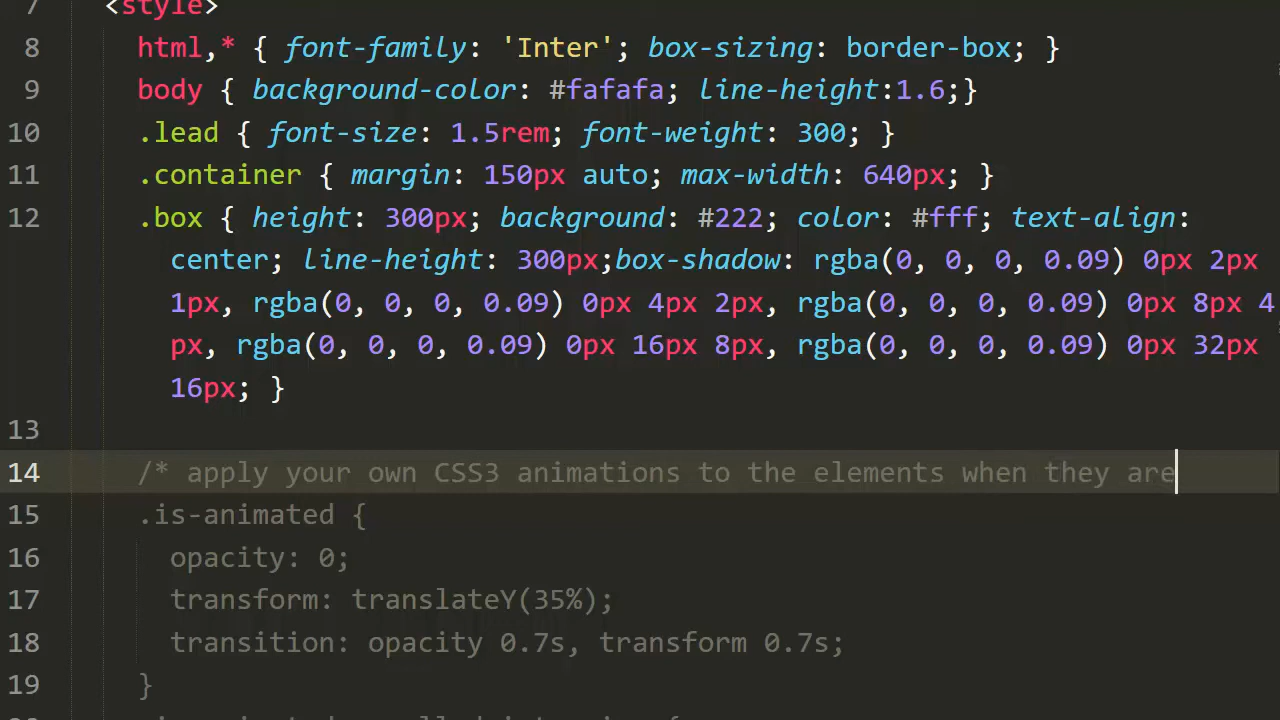 7 <style>
8 html,* { font-family: 'Inter'; box-sizing: border-box; }
9 body { background-color: #fafafa; line-height:1.6;}
10 .lead { font-size: 1.5rem; font-weight: 300; }
11 .container { margin: 150px auto; max-width: 640px; }
12 .box { height: 300px; background: #222; color: #fff; text-align:
center; line-height: 300px;box-shadow: rgba(0, 0, 0, 0.09) 0px 2px
1px, rgba(0, 0, 0, 0.09) 0px 4px 2px, rgba(0, 0, 0, 0.09) 0px 8px 4
px, rgba(0, 0, 0, 0.09) 0px 16px 8px, rgba(0, 0, 0, 0.09) 0px 32px
16px; }
13
14 /* apply your own CSS3 animations to the elements when they are
15 .is-animated {
16 opacity: 0;
17 transform: translateY(35%);
18 transition: opacity 0.7s, transform 0.7s;
19 }